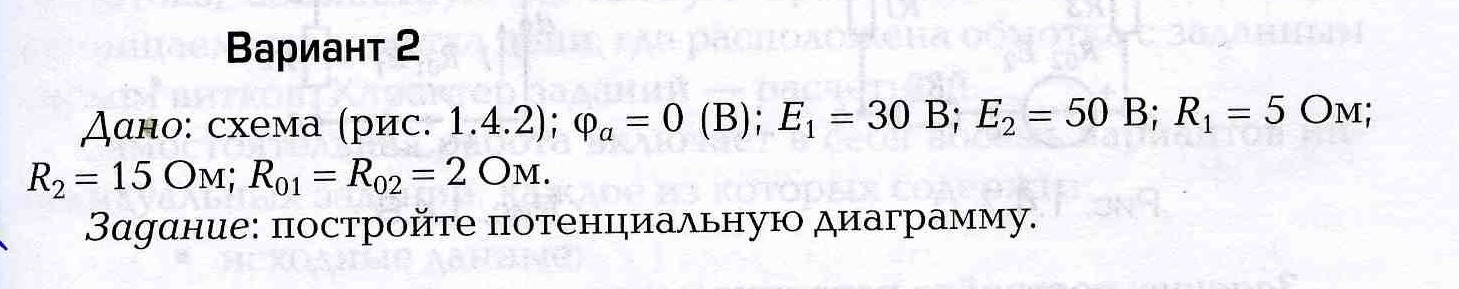 Вариант 2
Дано: схема (рис. 1.4.2); φₐ = 0 (В); E₁ = 30 В; E₂ = 50 В; R₁ = 5 Ом;
R₂ = 15 Ом; R₀₁ = R₀₂ = 2 Ом.
Задание: постройте потенциальную диаграмму.